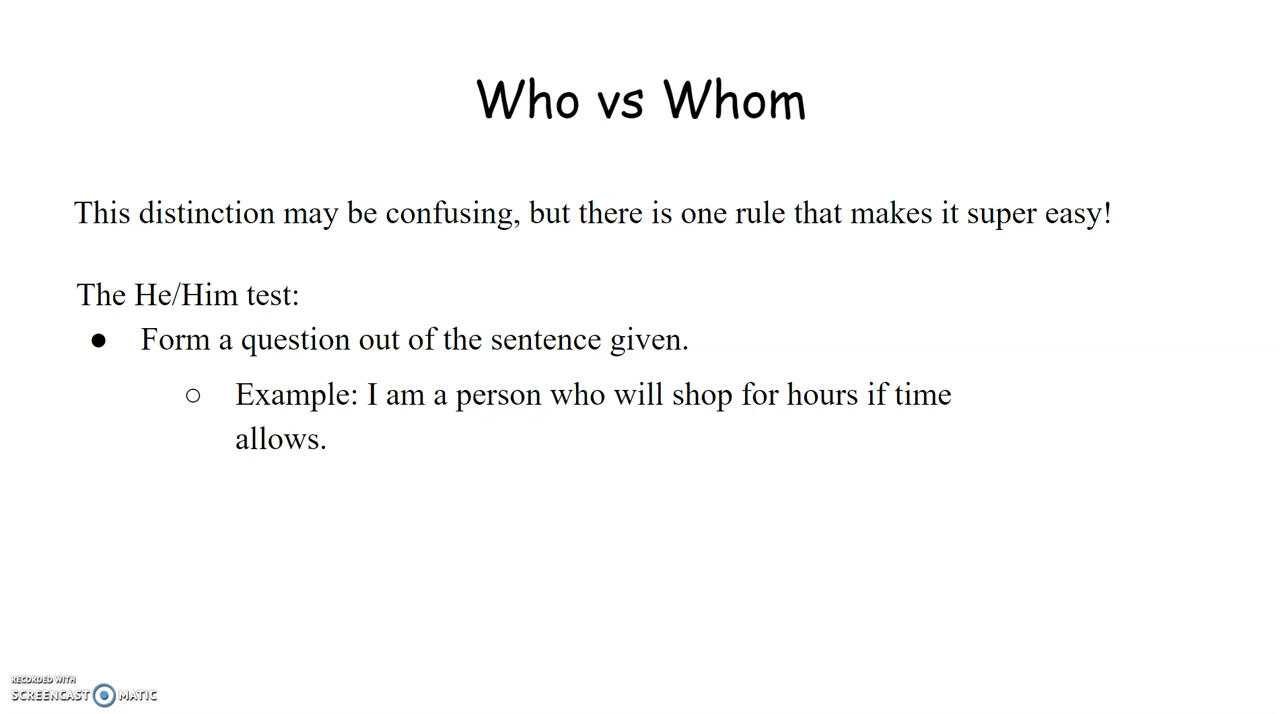 Who vs Whom
This distinction may be confusing, but there is one rule that makes it super easy!
The He/Him test:
● Form a question out of the sentence given.
○ Example: I am a person who will shop for hours if time
allows.
RECORDED WITH
SCREENCAST MATIC